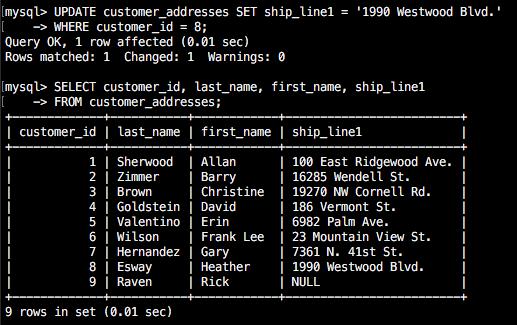 mysql> UPDATE customer_addresses SET ship_line1 = '1990 Westwood Blvd.'
    -> WHERE customer_id = 8;
Query OK, 1 row affected (0.01 sec)
Rows matched: 1  Changed: 1  Warnings: 0

mysql> SELECT customer_id, last_name, first_name, ship_line1
    -> FROM customer_addresses;
+-------------+-----------+------------+------------------------+
| customer_id | last_name | first_name | ship_line1             |
+-------------+-----------+------------+------------------------+
|           1 | Sherwood  | Allan      | 100 East Ridgewood Ave. |
|           2 | Zimmer    | Barry      | 16285 Wendell St.      |
|           3 | Brown     | Christine  | 19270 NW Cornell Rd.   |
|           4 | Goldstein | David      | 186 Vermont St.        |
|           5 | Valentino | Erin       | 6982 Palm Ave.         |
|           6 | Wilson    | Frank Lee  | 23 Mountain View St.   |
|           7 | Hernandez | Gary       | 7361 N. 41st St.       |
|           8 | Esway     | Heather    | 1990 Westwood Blvd.    |
|           9 | Raven     | Rick       | NULL                   |
+-------------+-----------+------------+------------------------+
9 rows in set (0.01 sec)